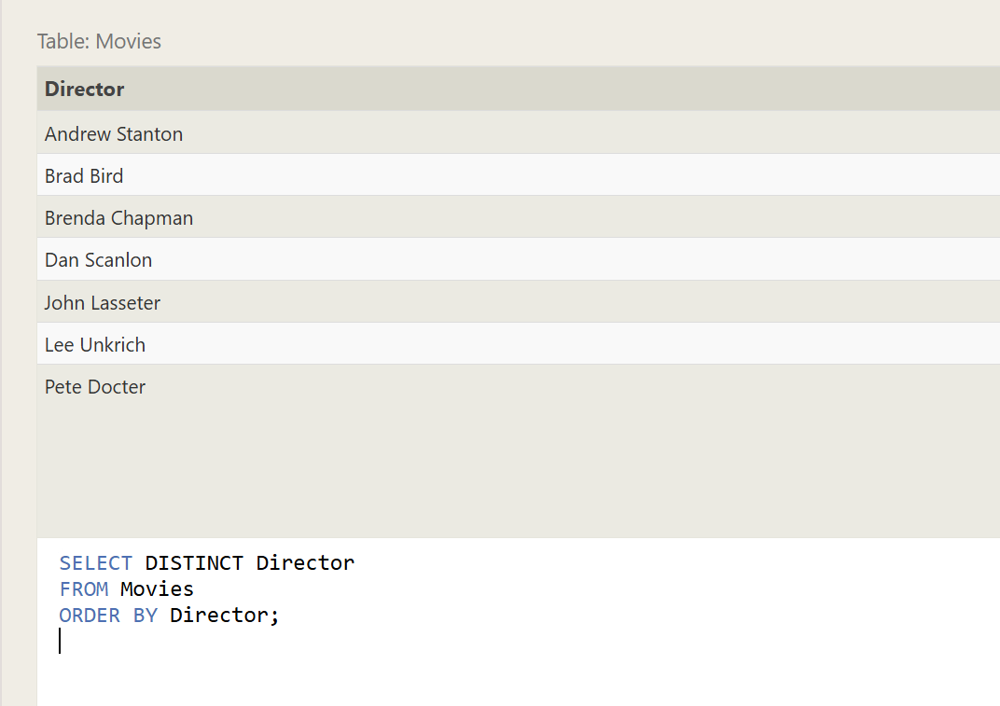 Table: Movies
Director
Andrew Stanton
Brad Bird
Brenda Chapman
Dan Scanlon
John Lasseter
Lee Unkrich
Pete Docter
SELECT DISTINCT Director
FROM Movies
ORDER BY Director;